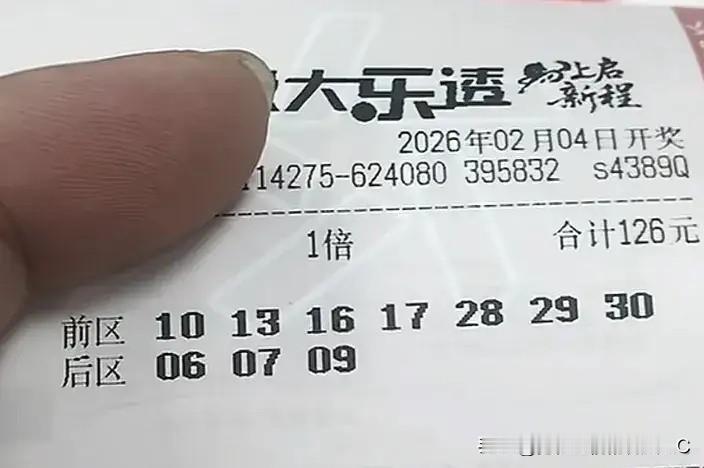 大乐透 马上启新程
2026年02月04日开奖
114275-624080 395832 s4389Q
1倍 合计126元
前区 10 13 16 17 28 29 30
后区 06 07 09